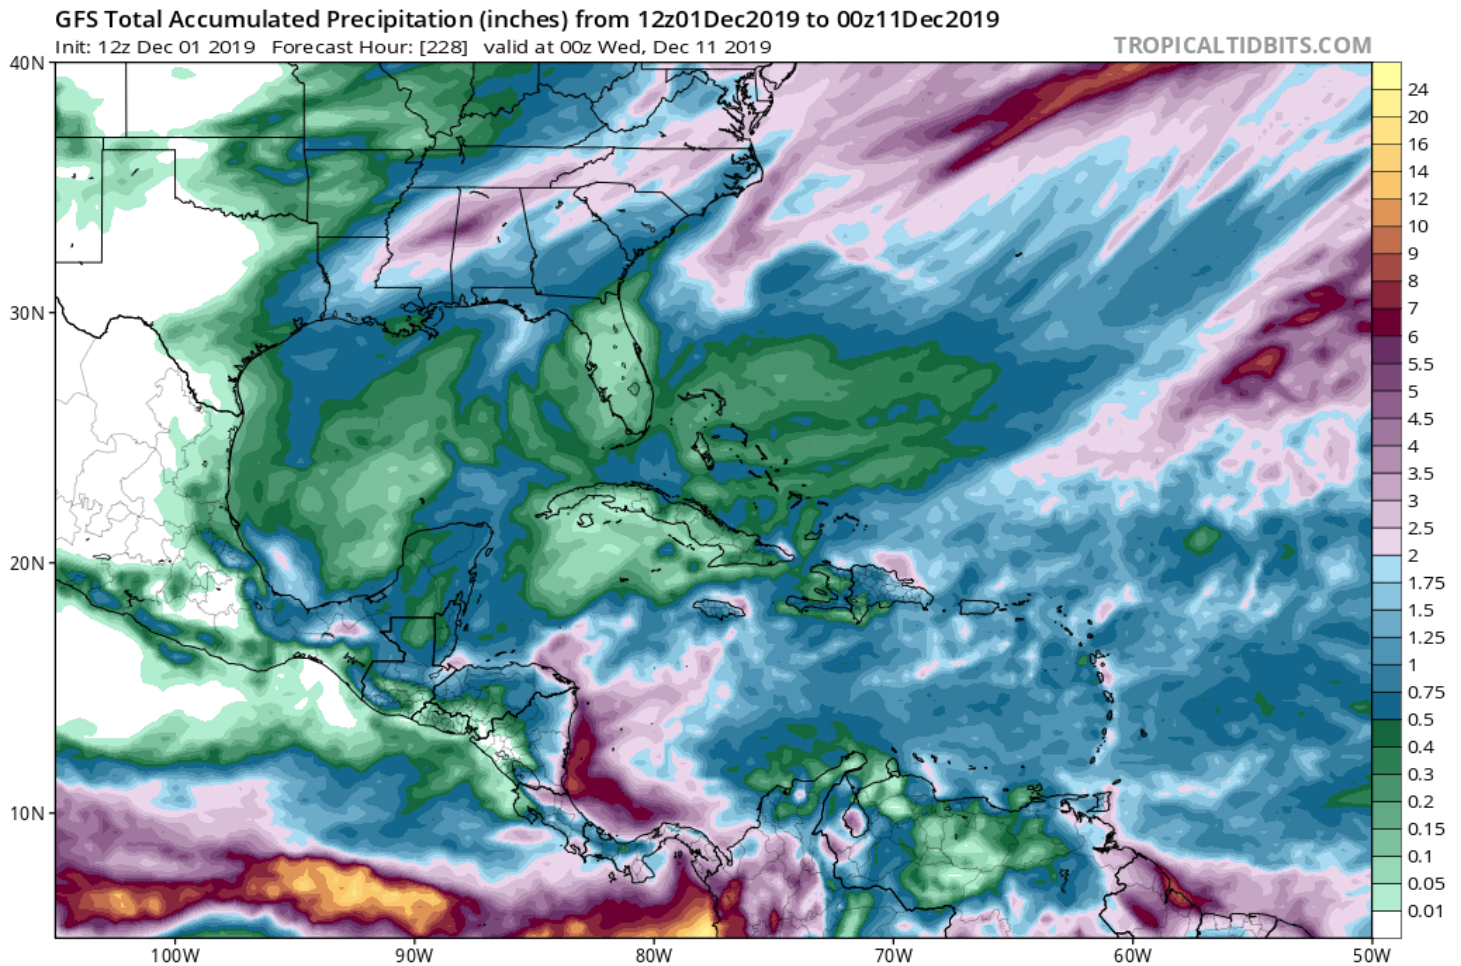 GFS Total Accumulated Precipitation (inches) from 12z01Dec2019 to 00z11Dec2019
Init: 12z Dec 01 2019 Forecast Hour: [228] valid at 00z Wed, Dec 11 2019
TROPICALTIDBITS.COM
40N
30N
20N
10N
100W
90W
80W
70W
60W
50W
24
20
16
14
12
10
9
8
7
6
5.5
5
4.5
4
3.5
3
2.5
2
1.75
1.5
1.25
1
0.75
0.5
0.4
0.3
0.2
0.15
0.1
0.05
0.01